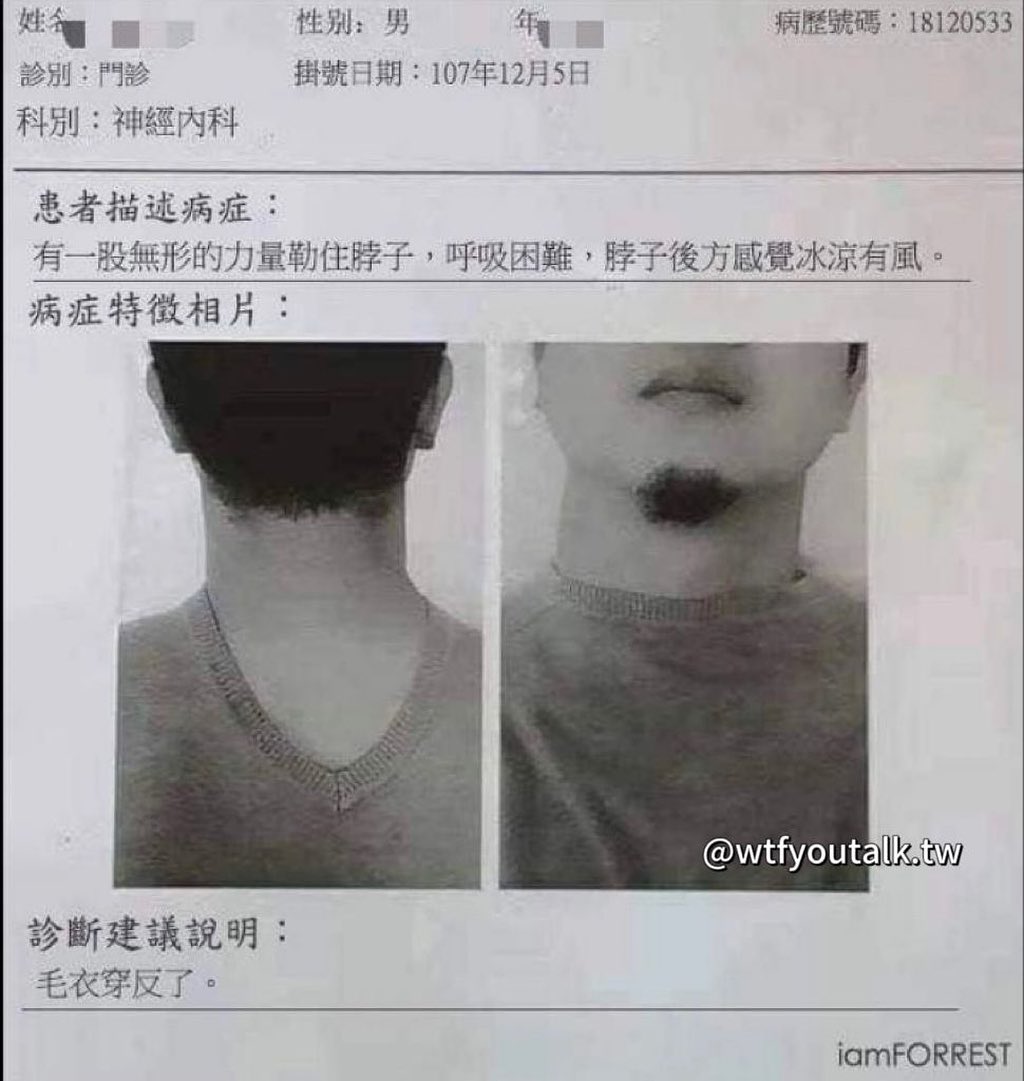 姓名
性別: 男
年
病歷號碼：18120533
診別：門診
掛號日期：107年12月5日
科別：神經內科
患者描述病症：
有一股無形的力量勒住脖子，呼吸困難，脖子後方感覺冰涼有風。
病症特徵相片：
@wtfyoutalk.tw
診斷建議說明：
毛衣穿反了。
iamFORREST